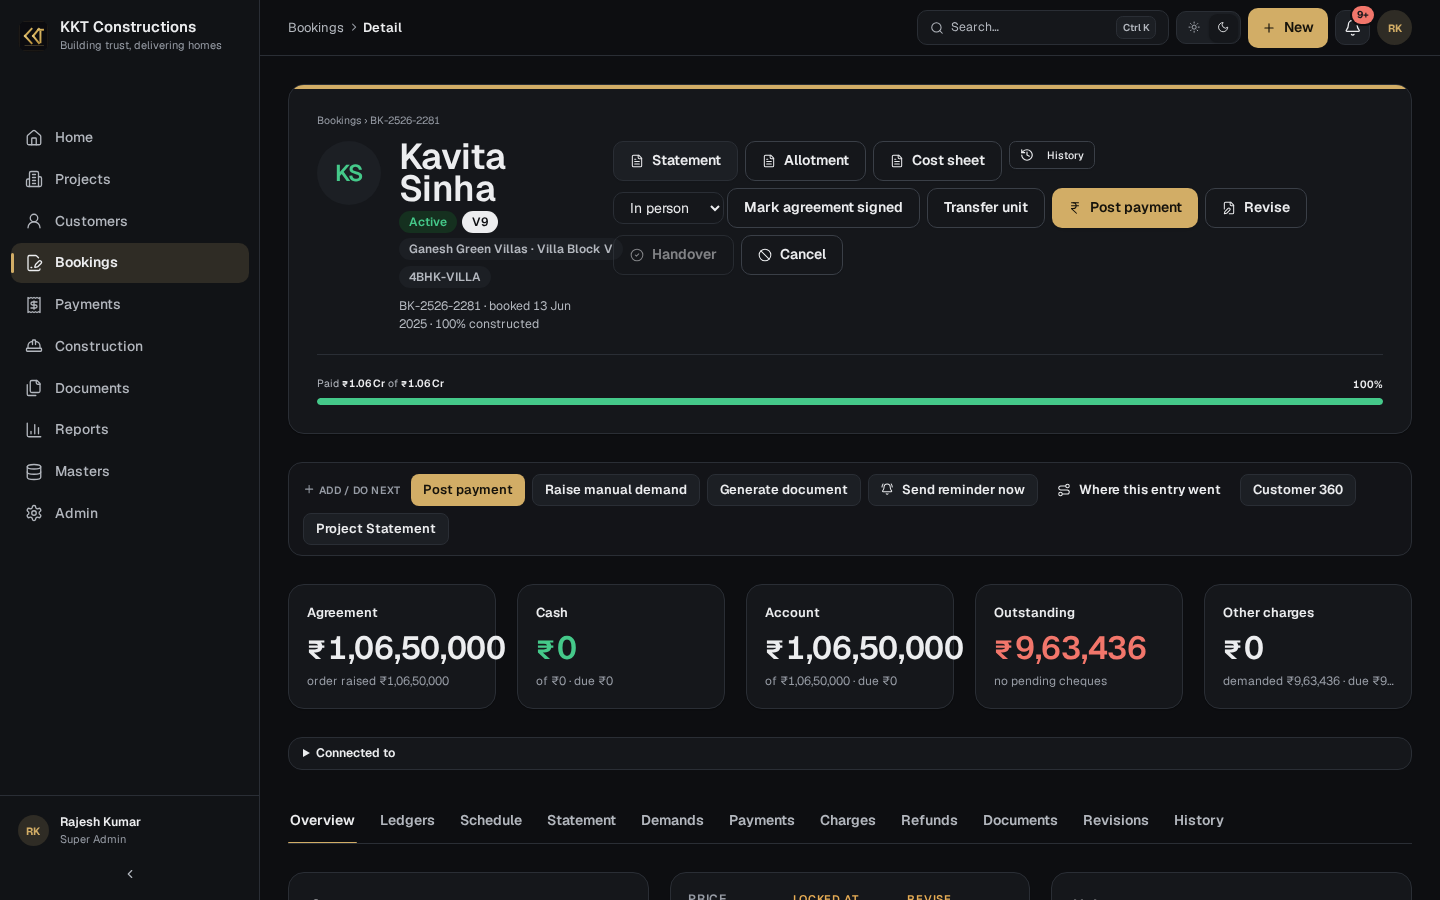 KKT Constructions
Building trust, delivering homes
Bookings › Detail
Search...
Ctrl K
New
9+
RK
Home
Projects
Customers
Bookings
Payments
Construction
Documents
Reports
Masters
Admin
Rajesh Kumar
Super Admin
RK
Bookings › BK-2526-2281
KS
Kavita
Sinha
Active
V9
Ganesh Green Villas · Villa Block V
4BHK-VILLA
BK-2526-2281 · booked 13 Jun
2025 · 100% constructed
Statement
Allotment
Cost sheet
History
In person
Mark agreement signed
Transfer unit
₹ Post payment
Revise
Handover
Cancel
Paid ₹1.06Cr of ₹1.06Cr
100%
+ ADD / DO NEXT
Post payment
Raise manual demand
Generate document
Send reminder now
Where this entry went
Customer 360
Project Statement
Agreement
₹1,06,50,000
order raised ₹1,06,50,000
Cash
₹0
of ₹0 · due ₹0
Account
₹1,06,50,000
of ₹1,06,50,000 · due ₹0
Outstanding
₹9,63,436
no pending cheques
Other charges
₹0
demanded ₹9,63,436 · due ₹9...
Connected to
Overview
Ledgers
Schedule
Statement
Demands
Payments
Charges
Refunds
Documents
Revisions
History
PRICE
LOCKED AT
REVISE